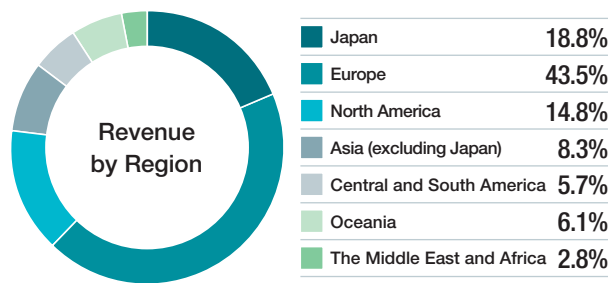 Revenue
by Region
Japan 18.8%
Europe 43.5%
North America 14.8%
Asia (excluding Japan) 8.3%
Central and South America 5.7%
Oceania 6.1%
The Middle East and Africa 2.8%